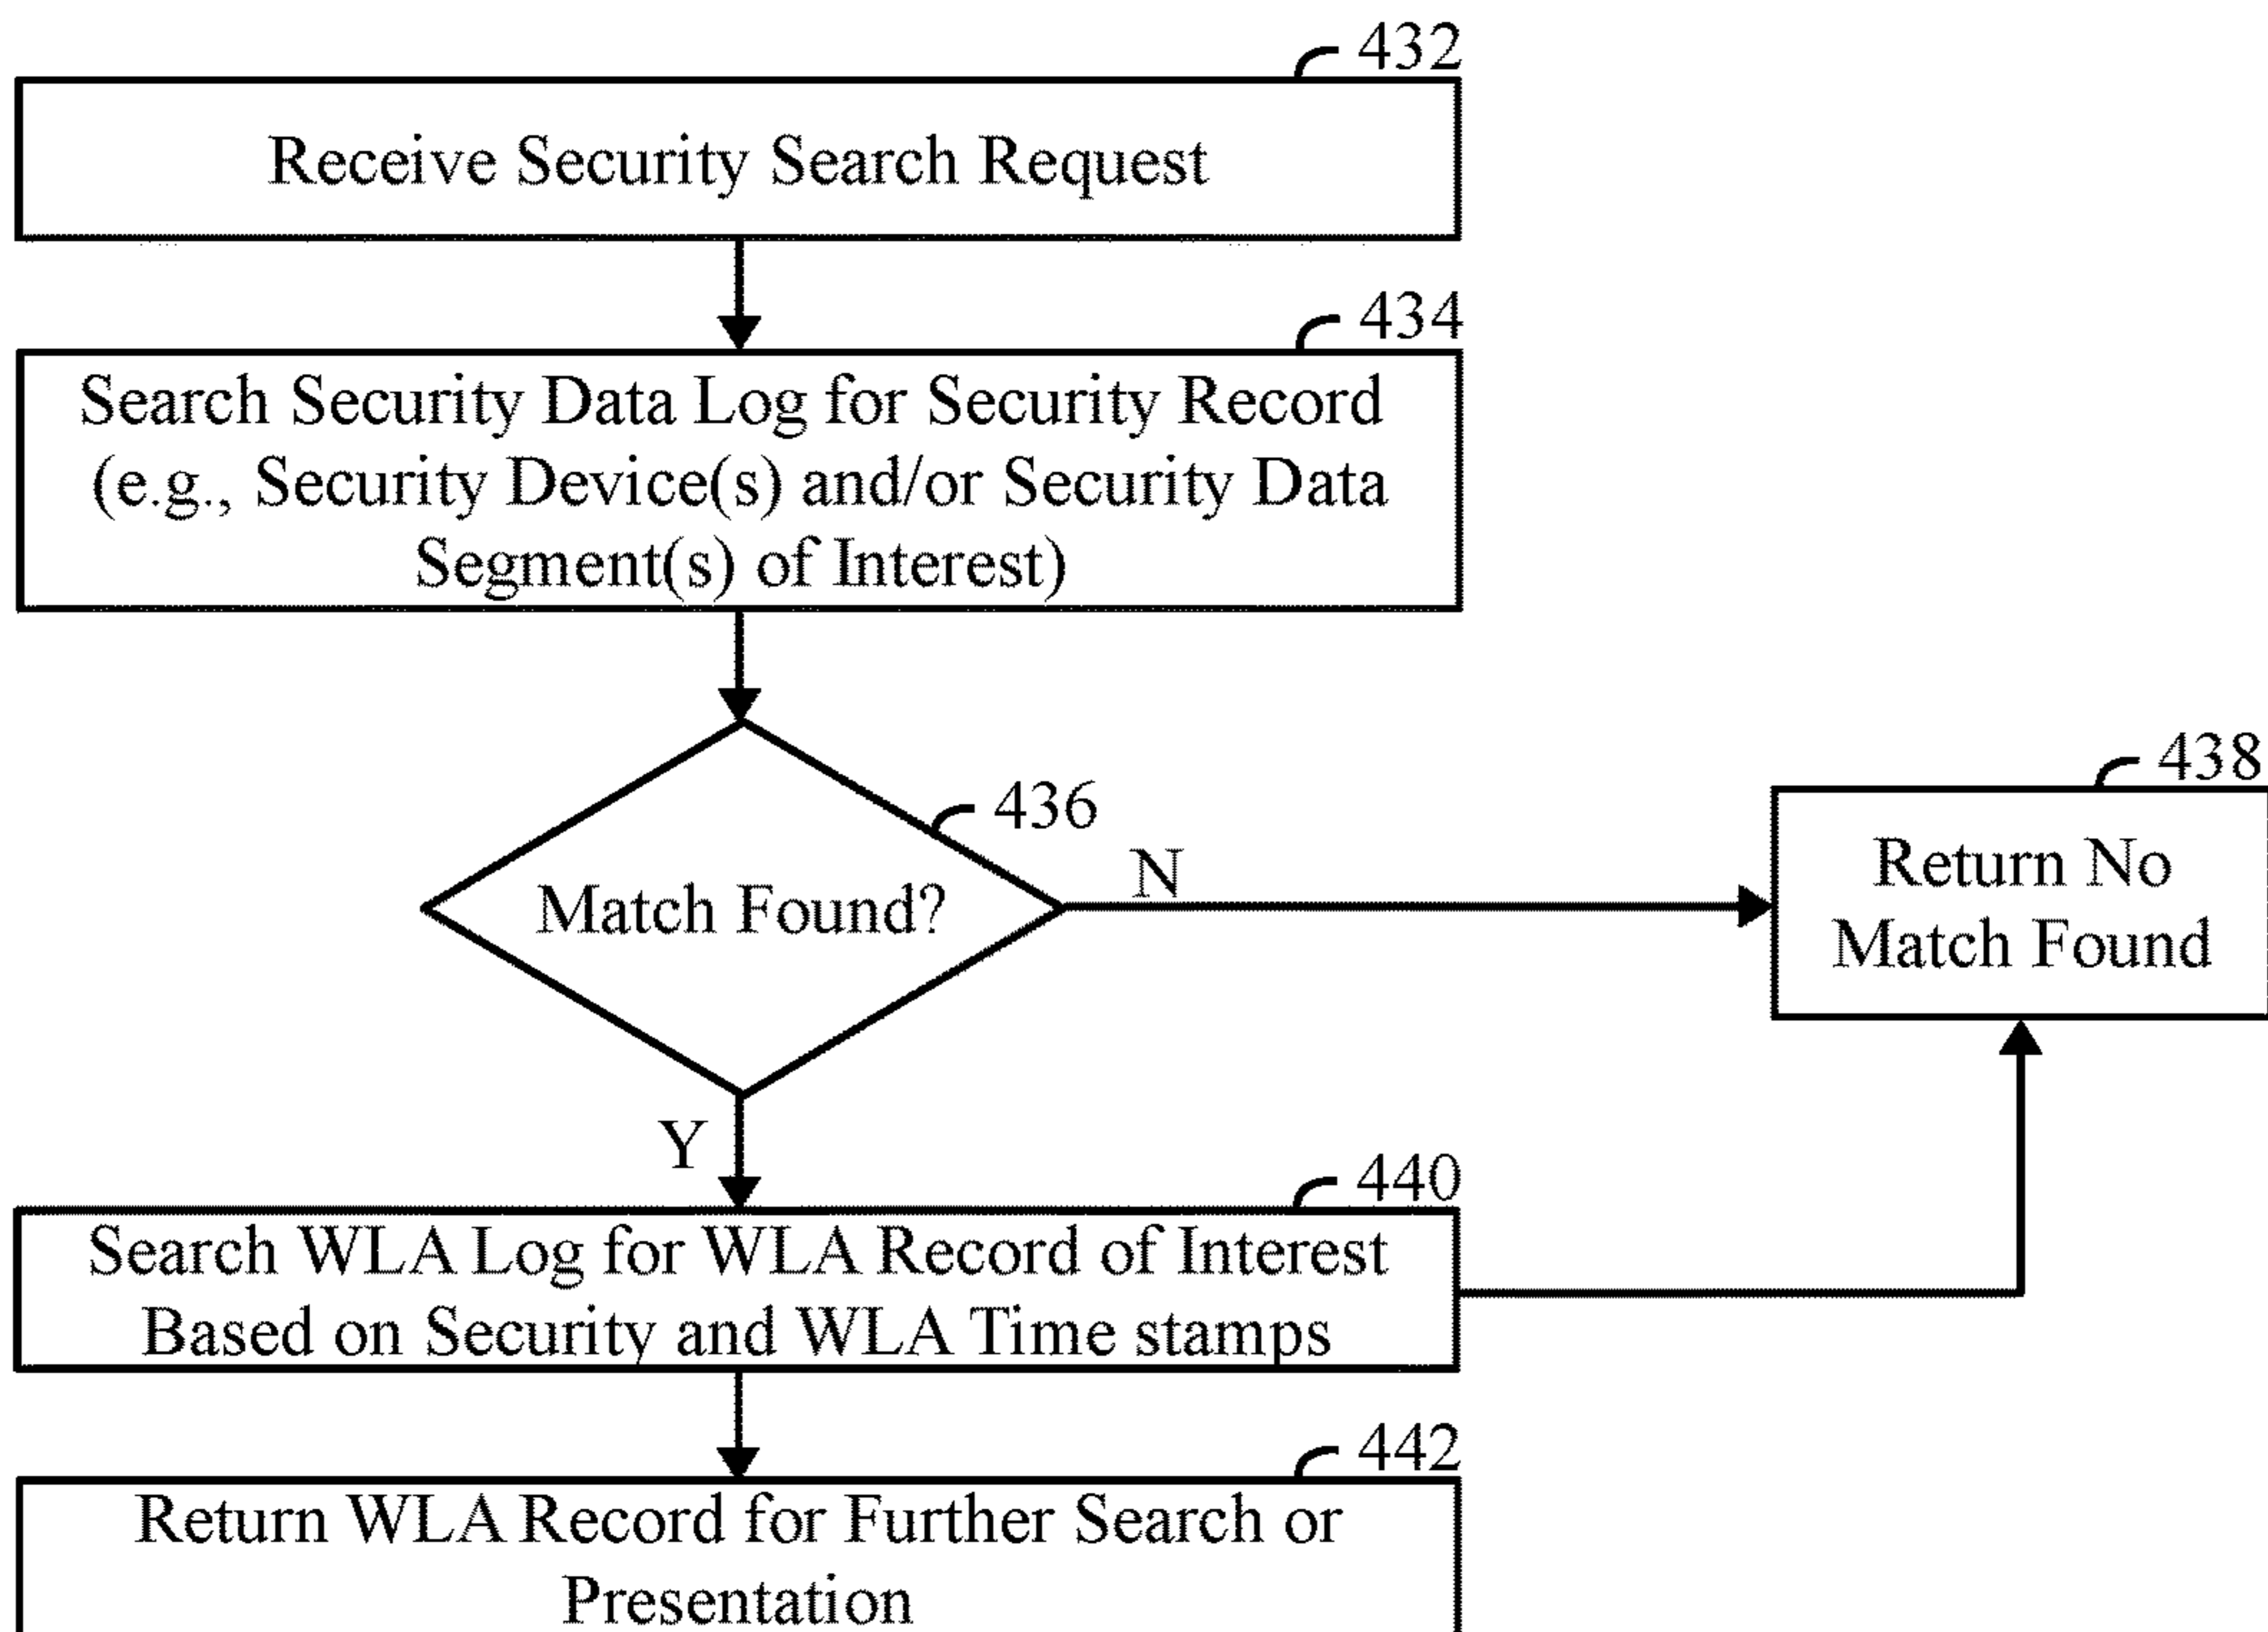 432
Receive Security Search Request
434
Search Security Data Log for Security Record
(e.g., Security Device(s) and/or Security Data
Segment(s) of Interest)
436
Match Found?
N
438
Return No
Match Found
Y
440
Search WLA Log for WLA Record of Interest
Based on Security and WLA Time stamps
442
Return WLA Record for Further Search or
Presentation